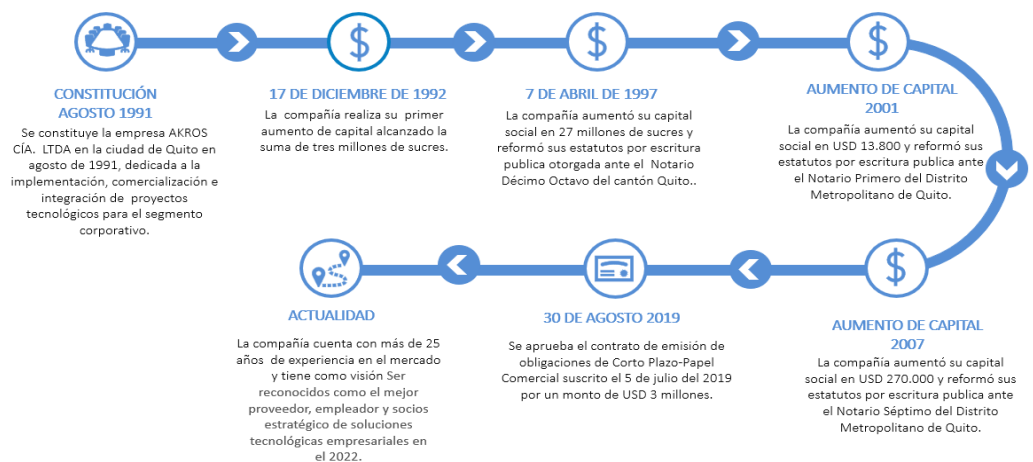 CONSTITUCIÓN
AGOSTO 1991
Se constituye la empresa AKROS
CÍA. LTDA en la ciudad de Quito en
agosto de 1991, dedicada a la
implementación, comercialización e
integración de proyectos
tecnológicos para el segmento
corporativo.
17 DE DICIEMBRE DE 1992
La compañía realiza su primer
aumento de capital alcanzado la
suma de tres millones de sucres.
7 DE ABRIL DE 1997
La compañía aumentó su capital
social en 27 millones de sucres y
reformó sus estatutos por escritura
publica otorgada ante el Notario
Décimo Octavo del cantón Quito..
AUMENTO DE CAPITAL
2001
La compañía aumentó su capital
social en USD 13.800 y reformó sus
estatutos por escritura publica ante
el Notario Primero del Distrito
Metropolitano de Quito.
AUMENTO DE CAPITAL
2007
La compañía aumentó su capital
social en USD 270.000 y reformó sus
estatutos por escritura publica ante
el Notario Séptimo del Distrito
Metropolitano de Quito.
30 DE AGOSTO 2019
Se aprueba el contrato de emisión de
obligaciones de Corto Plazo-Papel
Comercial suscrito el 5 de julio del 2019
por un monto de USD 3 millones.
ACTUALIDAD
La compañía cuenta con más de 25
años de experiencia en el mercado
y tiene como visión Ser
reconocidos como el mejor
proveedor, empleador y socios
estratégico de soluciones
tecnológicas empresariales en
el 2022.